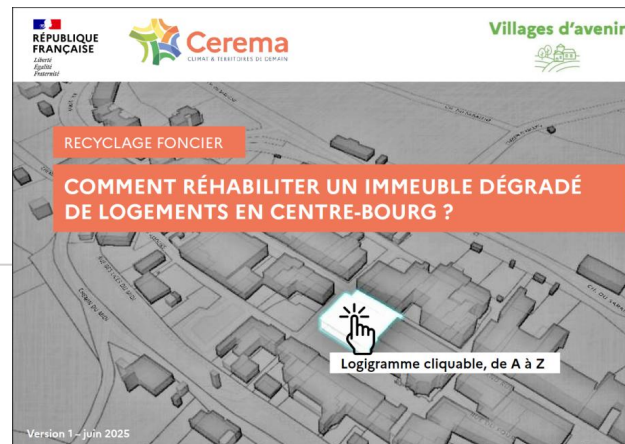 RÉPUBLIQUE
FRANÇAISE
Liberté
Égalité
Fraternité
Cerema
CLIMAT & TERRITOIRES DE DEMAIN
Villages d'avenir
RECYCLAGE FONCIER
COMMENT RÉHABILITER UN IMMEUBLE DÉGRADÉ
DE LOGEMENTS EN CENTRE-BOURG ?
Logigramme cliquable, de A à Z
Version 1 – juin 2025